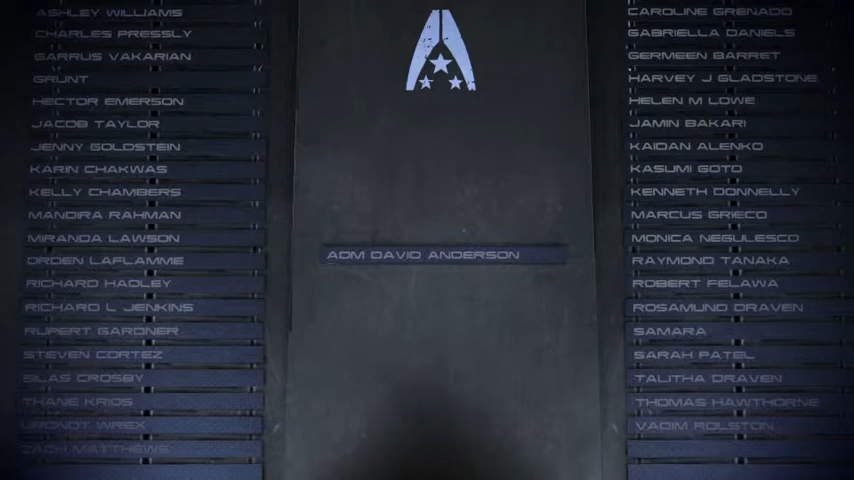 ASHLEY WILLIAMS
CHARLES PRESSLY
GARRUS VAKARIAN
GRUNT
HECTOR EMERSON
JACOB TAYLOR
JENNY GOLDSTEIN
KARIN CHAKWAS
KELLY CHAMBERS
MANDIRA RAHMAN
MIRANDA LAWSON
ORDEN LAFLAMME
RICHARD HADLEY
RICHARD L JENKINS
RUPERT GARDNER
STEVEN CORTEZ
SILAS CROSBY
THANE KRIOS
URDNOT WREX
ZACH MATTHEWS
ADM DAVID ANDERSON
CAROLINE GRENADO
GABRIELLA DANIELS
GERMEEN BARRET
HARVEY J GLADSTONE
HELEN M LOWE
JAMIN BAKARI
KAIDAN ALENKO
KASUMI GOTO
KENNETH DONNELLY
MARCUS GRIECO
MONICA NEGULESCO
RAYMOND TANAKA
ROBERT FELAWA
ROSAMUND DRAVEN
SAMARA
SARAH PATEL
TALITHA DRAVEN
THOMAS HAWTHORNE
VADIM ROLSTON